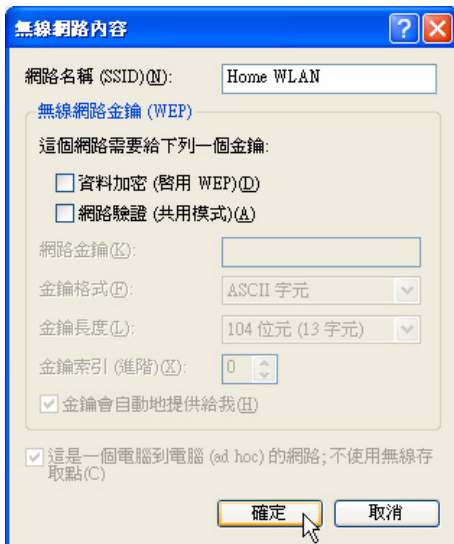 無線網路內容
網路名稱 (SSID)(N):
Home WLAN
無線網路金鑰 (WEP)
這個網路需要給下列一個金鑰:
資料加密 (啓用 WEP)(D)
網路驗證 (共用模式)(A)
網路金鑰(K):
金鑰格式(F):
ASCII 字元
金鑰長度(L):
104 位元 (13 字元)
金鑰索引 (進階)(X):
0
金鑰會自動地提供給我(H)
這是一個電腦到電腦 (ad hoc) 的網路;不使用無線存
取點(C)
確定
取消